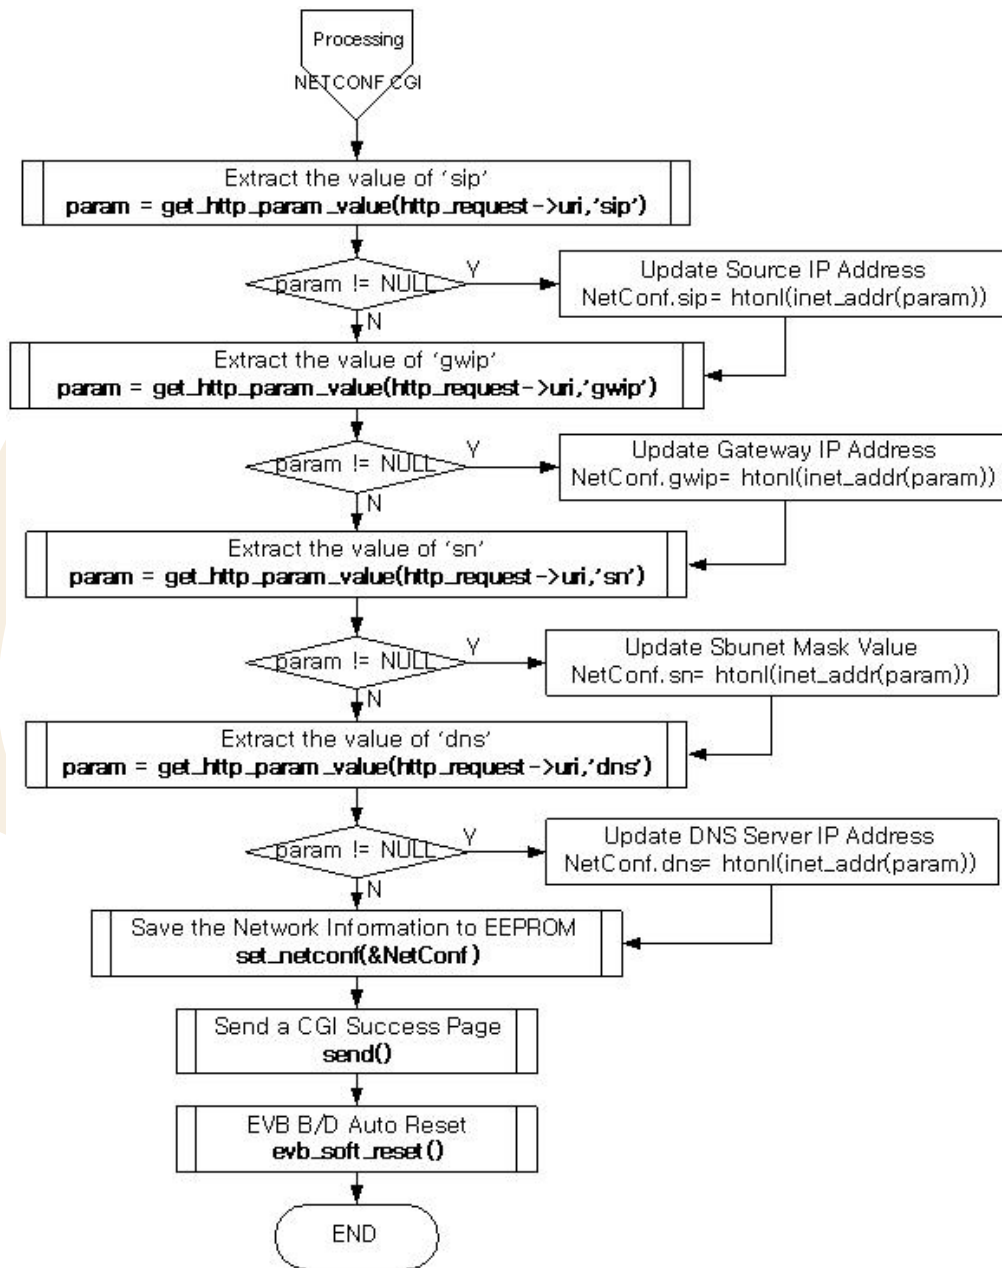 Processing
NETCONF.CGI
Extract the value of 'sip'
param = get_http_param_value(http_request->uri,'sip')
param != NULL
Y
Update Source IP Address
NetConf.sip= htonl(inet_addr(param))
N
Extract the value of 'gwip'
param = get_http_param_value(http_request->uri,'gwip')
param != NULL
Y
Update Gateway IP Address
NetConf.gwip= htonl(inet_addr(param))
N
Extract the value of 'sn'
param = get_http_param_value(http_request->uri,'sn')
param != NULL
Y
Update Sbunet Mask Value
NetConf.sn= htonl(inet_addr(param))
N
Extract the value of 'dns'
param = get_http_param_value(http_request->uri,'dns')
param != NULL
Y
Update DNS Server IP Address
NetConf.dns= htonl(inet_addr(param))
N
Save the Network Information to EEPROM
set_netconf(&NetConf)
Send a CGI Success Page
send()
EVB B/D Auto Reset
evb_soft_reset()
END